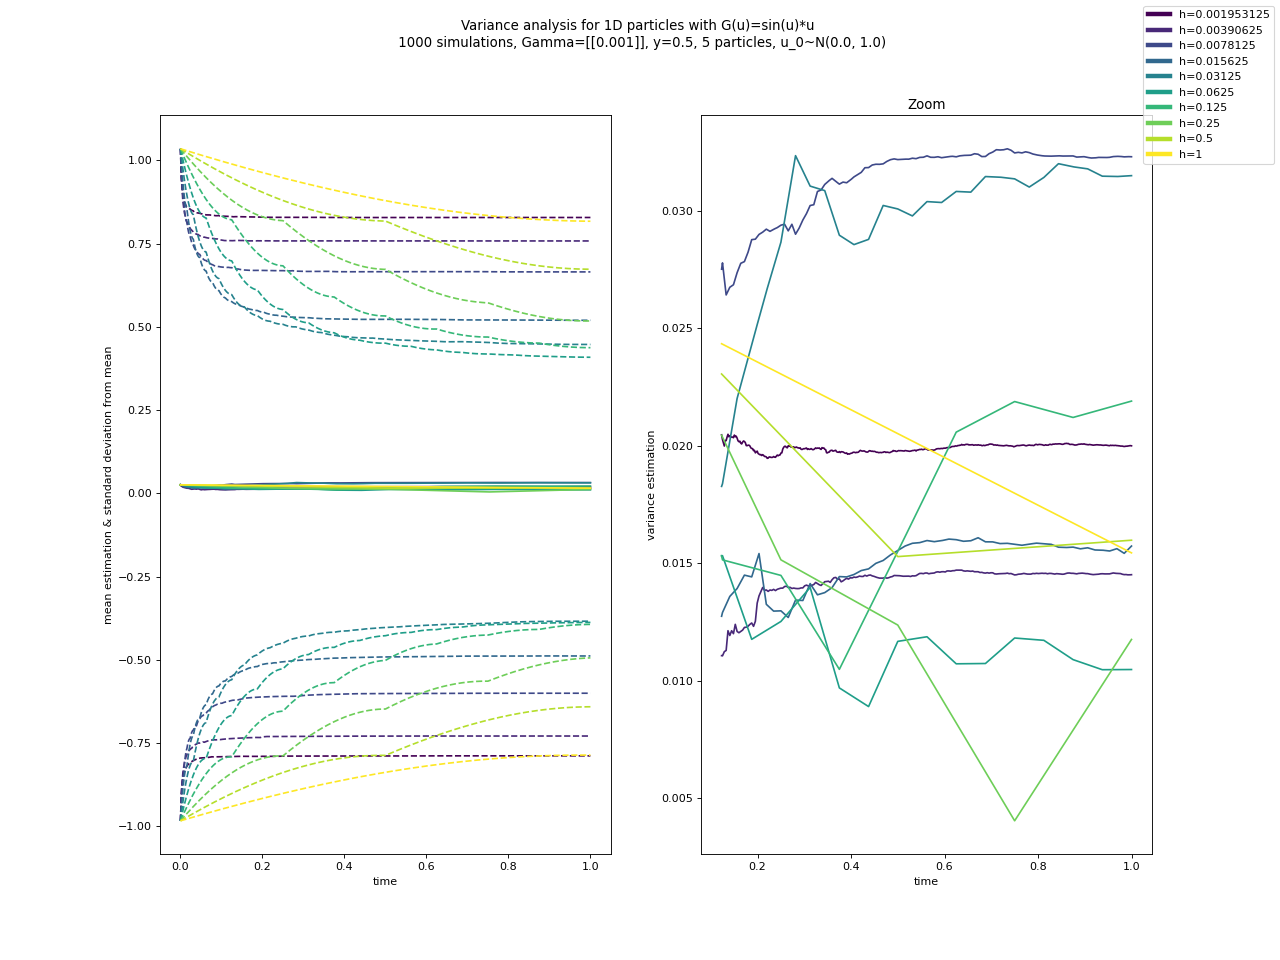 Variance analysis for 1D particles with G(u)=sin(u)*u
1000 simulations, Gamma=[[0.001]], y=0.5, 5 particles, u_0~N(0.0, 1.0)
h=0.001953125
h=0.00390625
h=0.0078125
h=0.015625
h=0.03125
h=0.0625
h=0.125
h=0.25
h=0.5
h=1
mean estimation & standard deviation from mean
1.00
0.75
0.50
0.25
0.00
−0.25
−0.50
−0.75
−1.00
0.0 0.2 0.4 0.6 0.8 1.0
time
Zoom
variance estimation
0.030
0.025
0.020
0.015
0.010
0.005
0.2 0.4 0.6 0.8 1.0
time